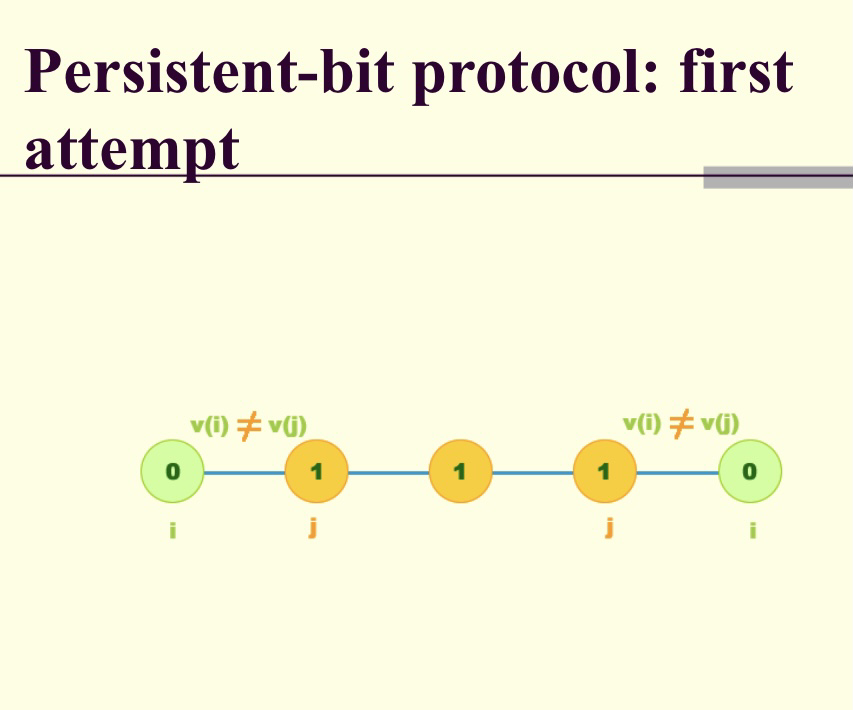 Persistent-bit protocol: first
attempt
v(i) ≠ v(j) v(i) ≠ v(j)
0 1 1 1 0
i j j i